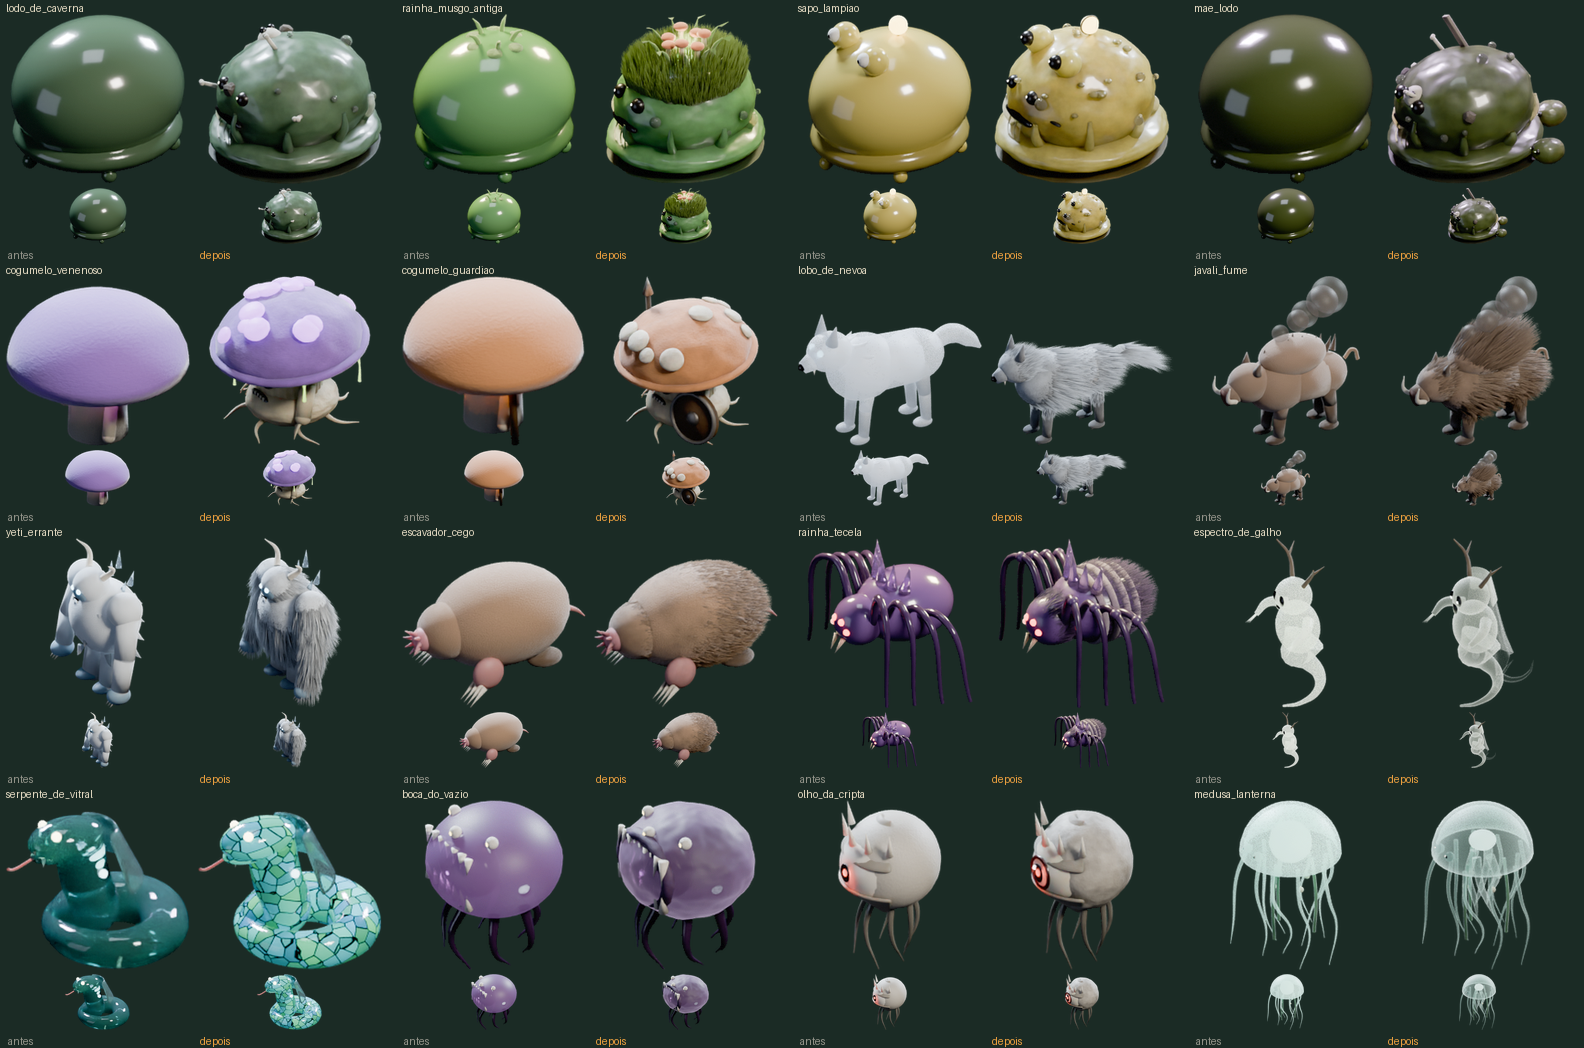 lodo_de_caverna
rainha_musgo_antiga
sapo_lampiao
mae_lodo
antes
depois
antes
depois
antes
depois
antes
depois
cogumelo_venenoso
cogumelo_guardiao
lobo_de_nevoa
javali_fume
antes
depois
antes
depois
antes
depois
antes
depois
yeti_errante
escavador_cego
rainha_tecela
espectro_de_galho
antes
depois
antes
depois
antes
depois
antes
depois
serpente_de_vitral
boca_do_vazio
olho_da_cripta
medusa_lanterna
antes
depois
antes
depois
antes
depois
antes
depois